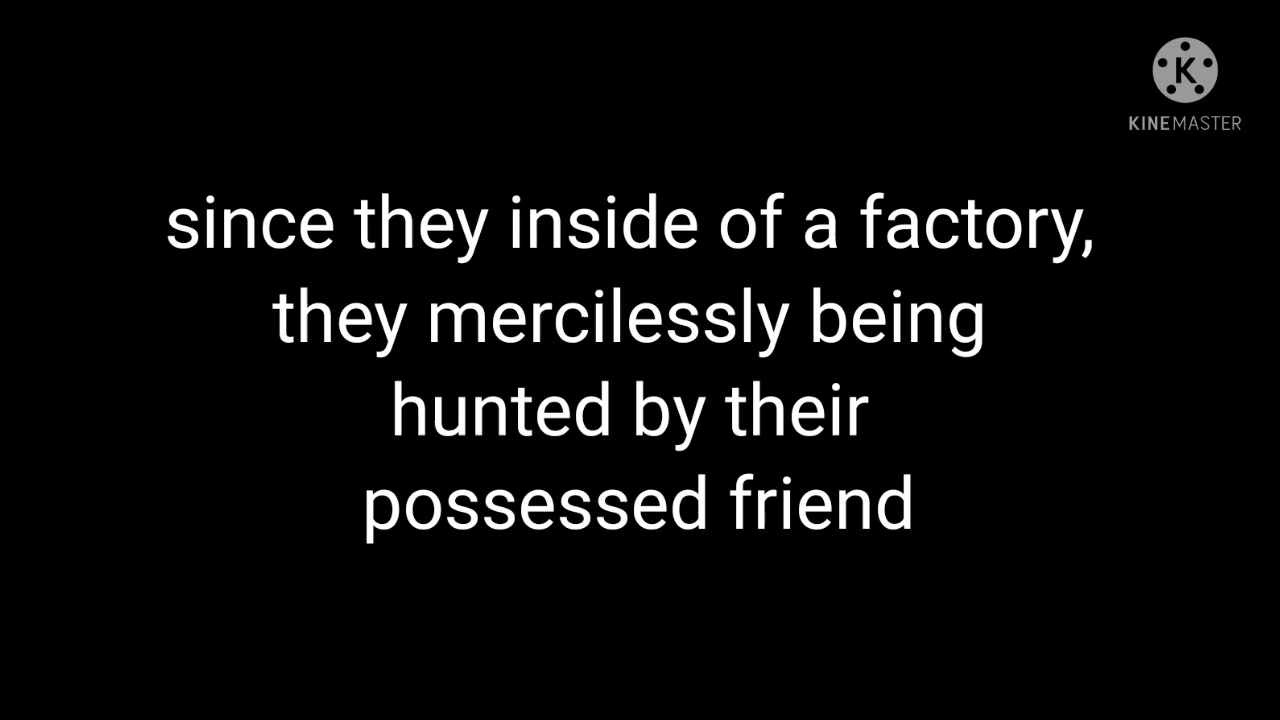 K
KINEMASTER
since they inside of a factory,
they mercilessly being
hunted by their
possessed friend